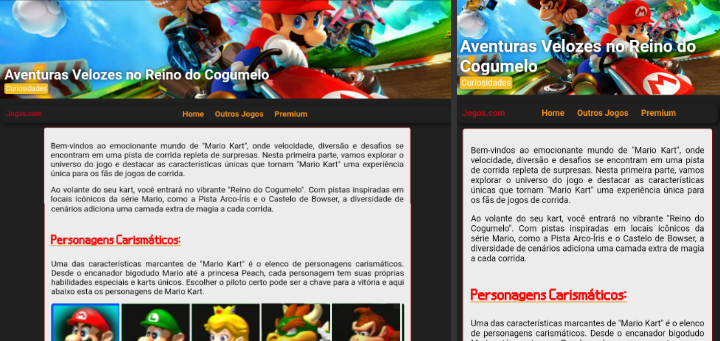 Aventuras Velozes no Reino do Cogumelo
Curiosidades
Jogos.com
Home Outros Jogos Premium
Bem-vindos ao emocionante mundo de "Mario Kart", onde velocidade, diversão e desafios se
encontram em uma pista de corrida repleta de surpresas. Nesta primeira parte, vamos explorar o
universo do jogo e destacar as características únicas que tornam "Mario Kart" uma experiência
única para os fãs de jogos de corrida.
Ao volante do seu kart, você entrará no vibrante "Reino do Cogumelo". Com pistas inspiradas em
locais icônicos da série Mario, como a Pista Arco-Íris e o Castelo de Bowser, a diversidade de
cenários adiciona uma camada extra de magia a cada corrida.
Personagens Carismáticos:
Uma das características marcantes de "Mario Kart" é o elenco de personagens carismáticos.
Desde o encanador bigodudo Mario até a princesa Peach, cada personagem tem suas próprias
habilidades especiais e karts únicos. Escolher o piloto certo pode ser a chave para a vitória e aqui
abaixo esta os personagens de Mario Kart.
Aventuras Velozes no Reino do
Cogumelo
Curiosidades
Jogos.com
Home Outros Jogos Premium
Bem-vindos ao emocionante mundo de "Mario Kart", onde
velocidade, diversão e desafios se encontram em uma pista
de corrida repleta de surpresas. Nesta primeira parte, vamos
explorar o universo do jogo e destacar as características
únicas que tornam "Mario Kart" uma experiência única para
os fãs de jogos de corrida.
Ao volante do seu kart, você entrará no vibrante "Reino do
Cogumelo". Com pistas inspiradas em locais icônicos da
série Mario, como a Pista Arco-Íris e o Castelo de Bowser, a
diversidade de cenários adiciona uma camada extra de magia
a cada corrida.
Personagens Carismáticos:
Uma das características marcantes de "Mario Kart" é o elenco
de personagens carismáticos. Desde o encanador bigodudo